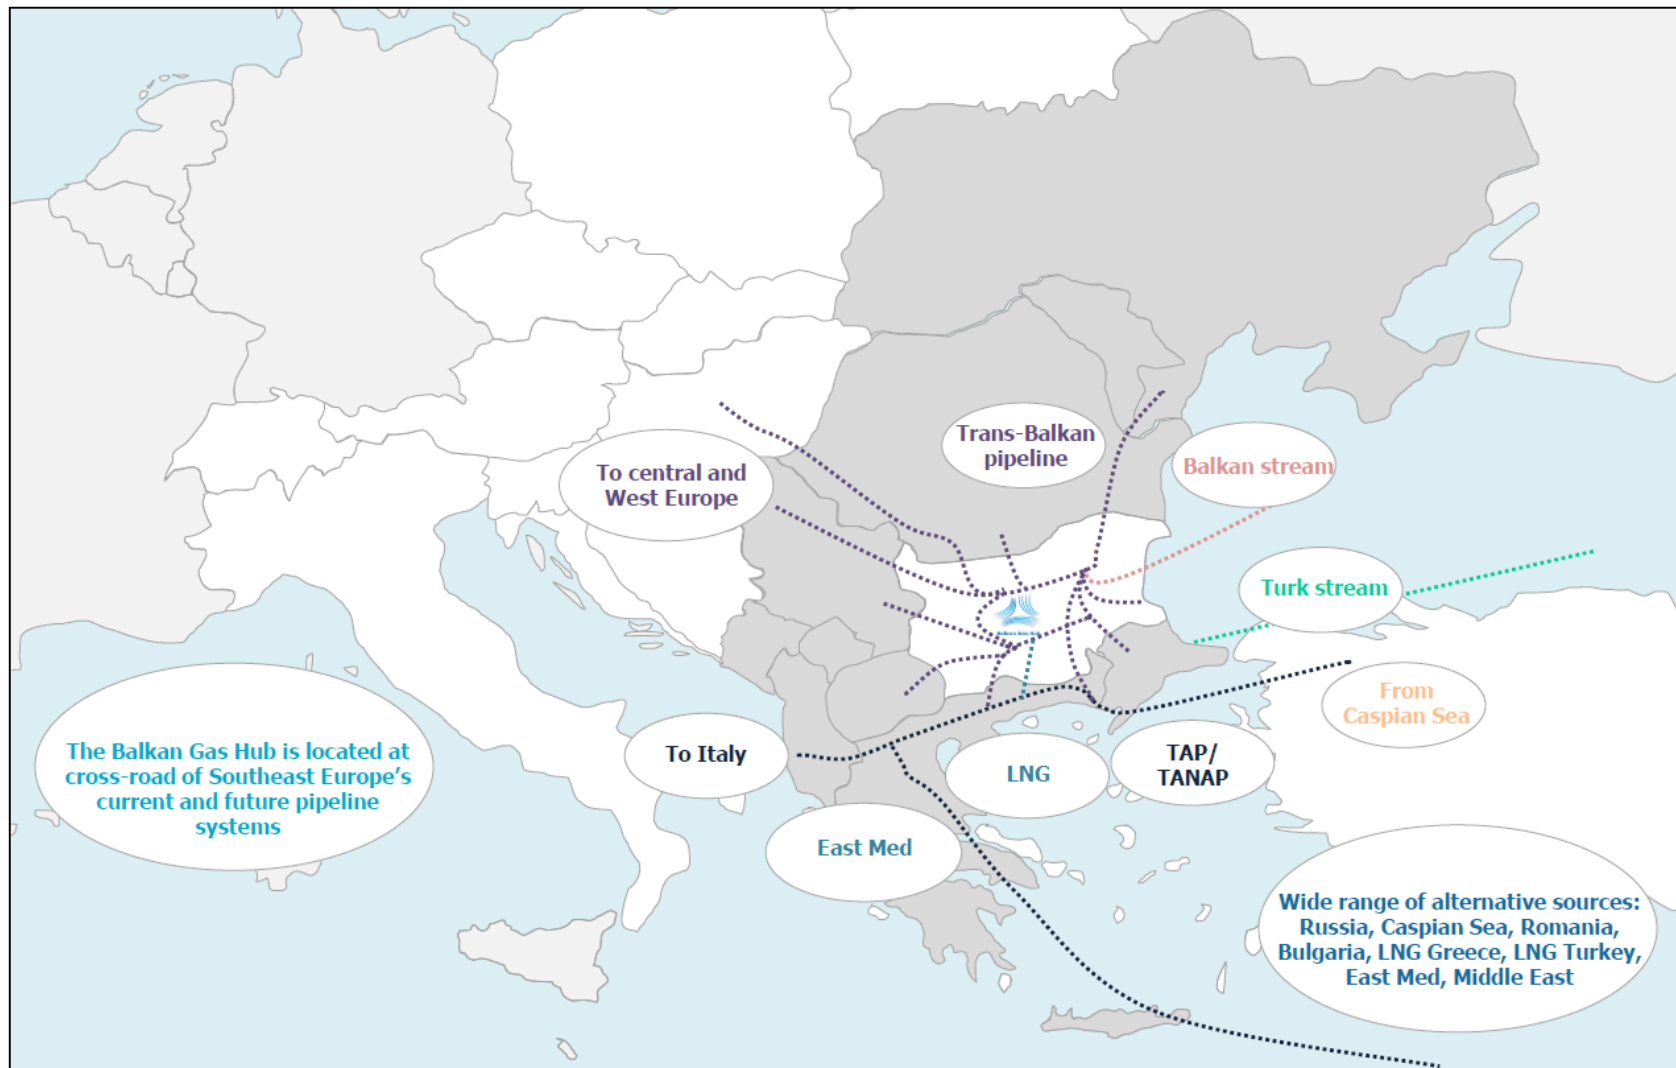 Trans-Balkan
pipeline
Balkan stream
To central and
West Europe
Turk stream
Balkan Gas Hub
From
Caspian Sea
The Balkan Gas Hub is located at
cross-road of Southeast Europe's
current and future pipeline
systems
To Italy
LNG
TAP/
TANAP
East Med
Wide range of alternative sources:
Russia, Caspian Sea, Romania,
Bulgaria, LNG Greece, LNG Turkey,
East Med, Middle East